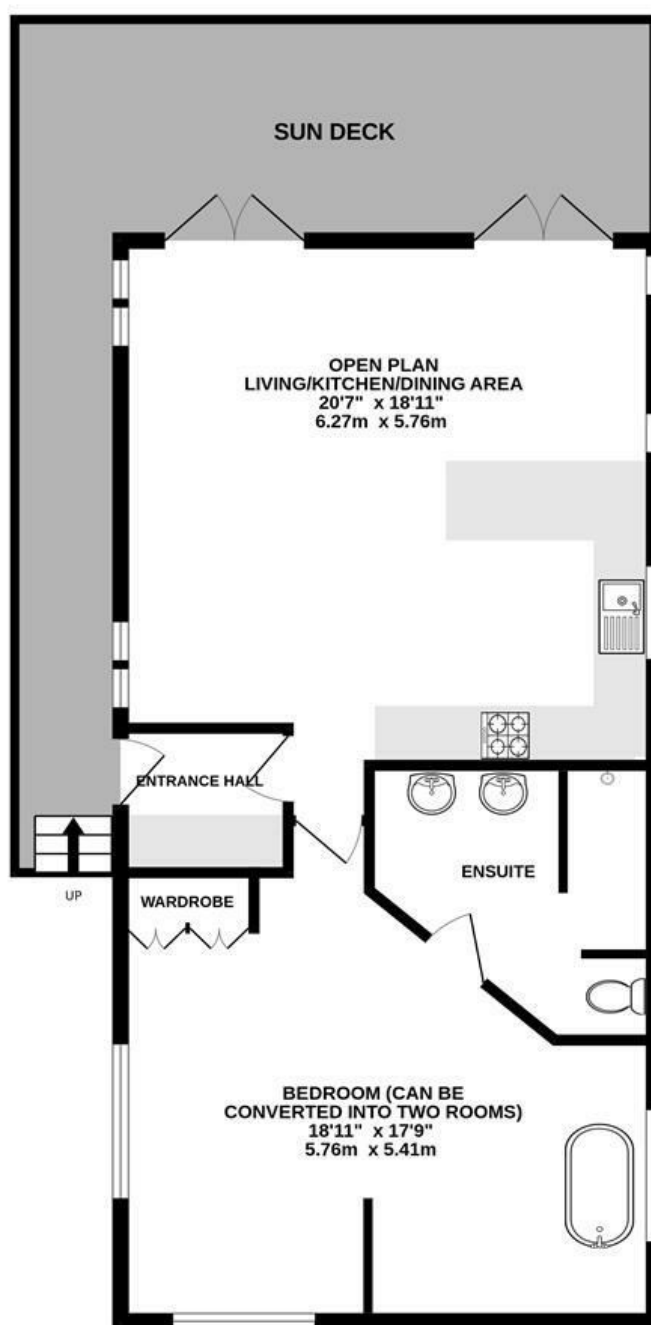 SUN DECK
OPEN PLAN
LIVING/KITCHEN/DINING AREA
20'7" x 18'11"
6.27m x 5.76m
ENTRANCE HALL
ENSUITE
UP
WARDROBE
BEDROOM (CAN BE
CONVERTED INTO TWO ROOMS)
18'11" x 17'9"
5.76m x 5.41m